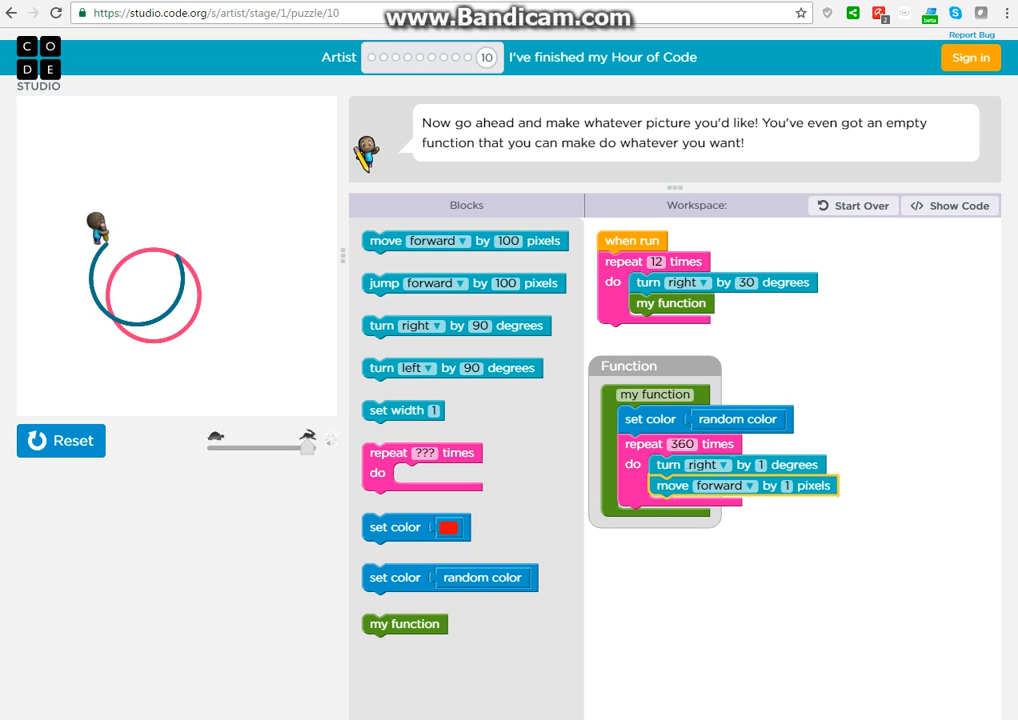 https://studio.code.org/s/artist/stage/1/puzzle/10
www.Bandicam.com
2
beta
Report Bug
C O
D E
STUDIO
Artist
10
I've finished my Hour of Code
Sign in
Now go ahead and make whatever picture you'd like! You've even got an empty
function that you can make do whatever you want!
Blocks
Workspace:
Start Over
</> Show Code
move forward by 100 pixels
jump forward by 100 pixels
turn right by 90 degrees
turn left by 90 degrees
set width 1
repeat ??? times
do
set color
set color random color
my function
when run
repeat 12 times
do turn right by 30 degrees
my function
Function
my function
set color random color
repeat 360 times
do turn right by 1 degrees
move forward by 1 pixels
Reset